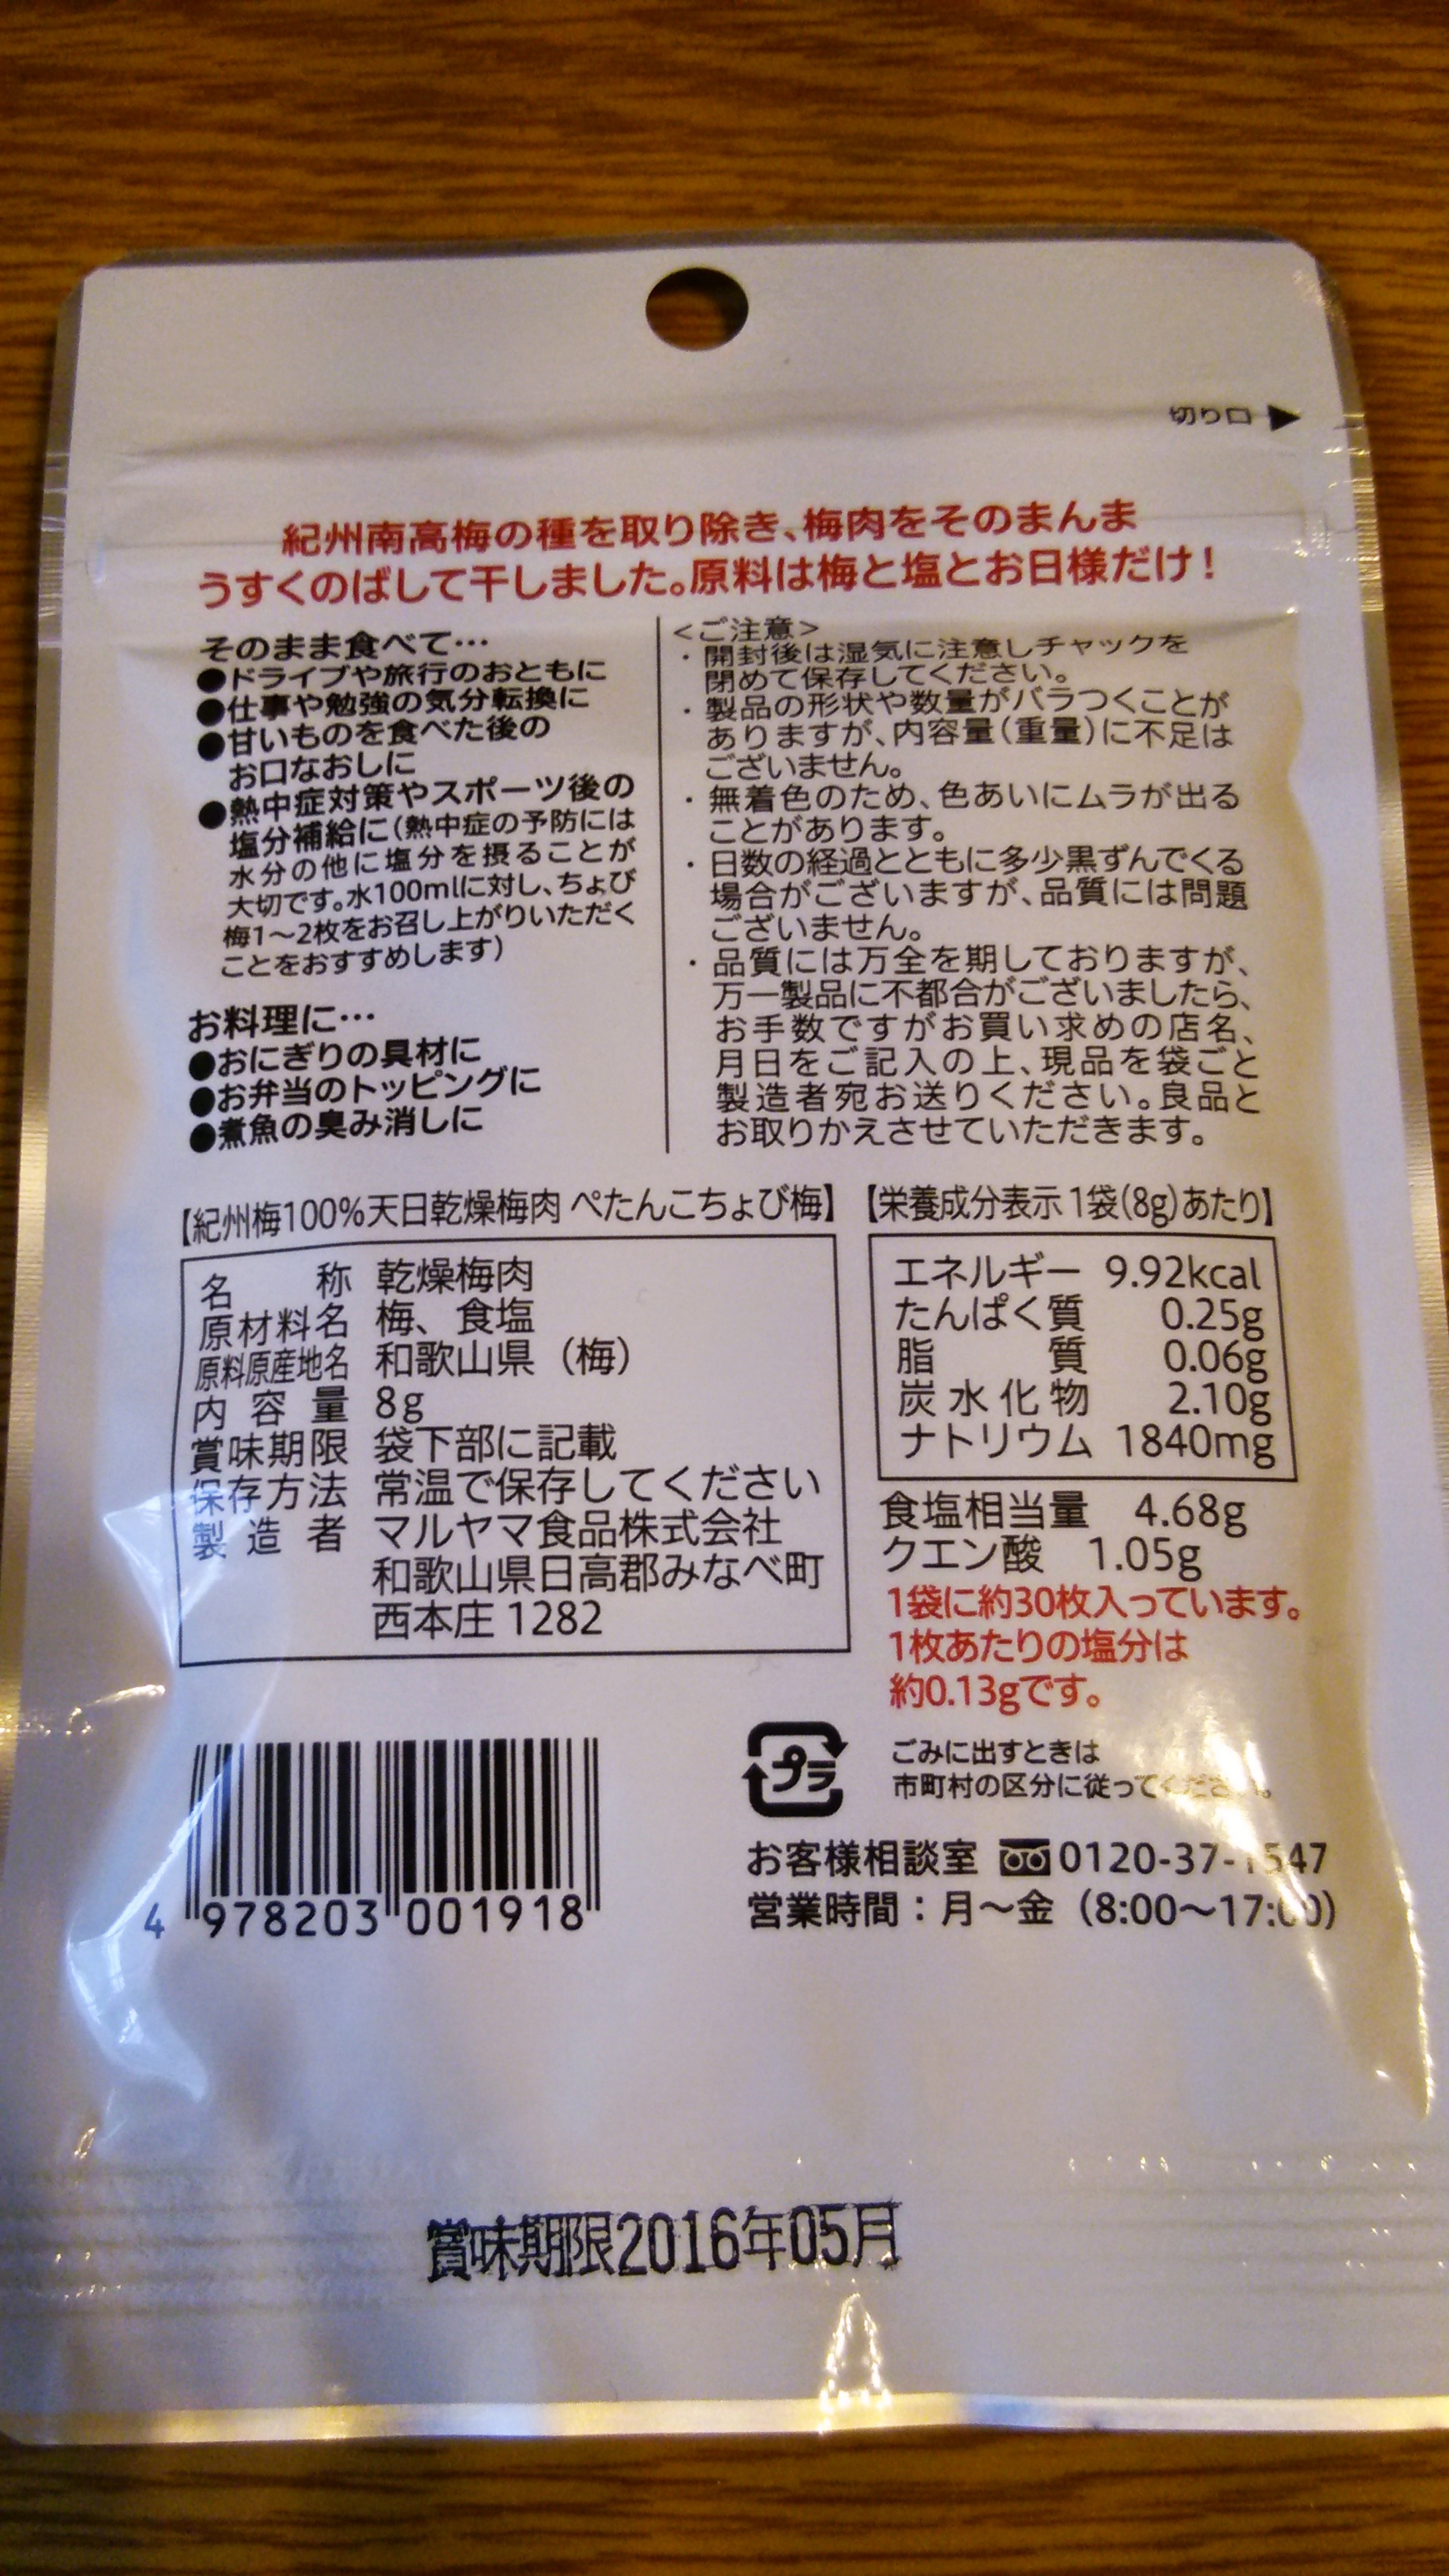 切り口▶
紀州南高梅の種を取り除き、梅肉をそのまんま
うすくのばして干しました。原料は梅と塩とお日様だけ!
そのまま食べて…
●ドライブや旅行のおともに
●仕事や勉強の気分転換に
●甘いものを食べた後の
お口なおしに
●熱中症対策やスポーツ後の
塩分補給に(熱中症の予防には
水分の他に塩分を摂ることが
大切です。水100mlに対し、ちょび
梅1〜2枚をお召し上がりいただく
ことをおすすめします)
お料理に…
●おにぎりの具材に
●お弁当のトッピングに
●煮魚の臭み消しに
<ご注意>
・開封後は湿気に注意しチャックを
閉めて保存してください。
・製品の形状や数量がバラつくことが
ありますが、内容量(重量)に不足は
ございません。
・無着色のため、色あいにムラが出る
ことがあります。
・日数の経過とともに多少黒ずんでくる
場合がございますが、品質には問題
ございません。
・品質には万全を期しておりますが、
万一製品に不都合がございましたら、
お手数ですがお買い求めの店名、
月日をご記入の上、現品を袋ごと
製造者宛お送りください。良品と
お取りかえさせていただきます。
【紀州梅100%天日乾燥梅肉 ぺたんこちょび梅】
名称 乾燥梅肉
原材料名 梅、食塩
原料原産地名 和歌山県(梅)
内容量 8g
賞味期限 袋下部に記載
保存方法 常温で保存してください
製造者 マルヤマ食品株式会社
和歌山県日高郡みなべ町
西本庄 1282
【栄養成分表示 1袋(8g)あたり】
エネルギー 9.92kcal
たんぱく質 0.25g
脂質 0.06g
炭水化物 2.10g
ナトリウム 1840mg
食塩相当量 4.68g
クエン酸 1.05g
1袋に約30枚入っています。
1枚あたりの塩分は
約0.13gです。
プラ
ごみに出すときは
市町村の区分に従ってください。
お客様相談室 0120-37-1547
営業時間:月〜金(8:00〜17:00)
4 978203 001918
賞味期限2016年05月